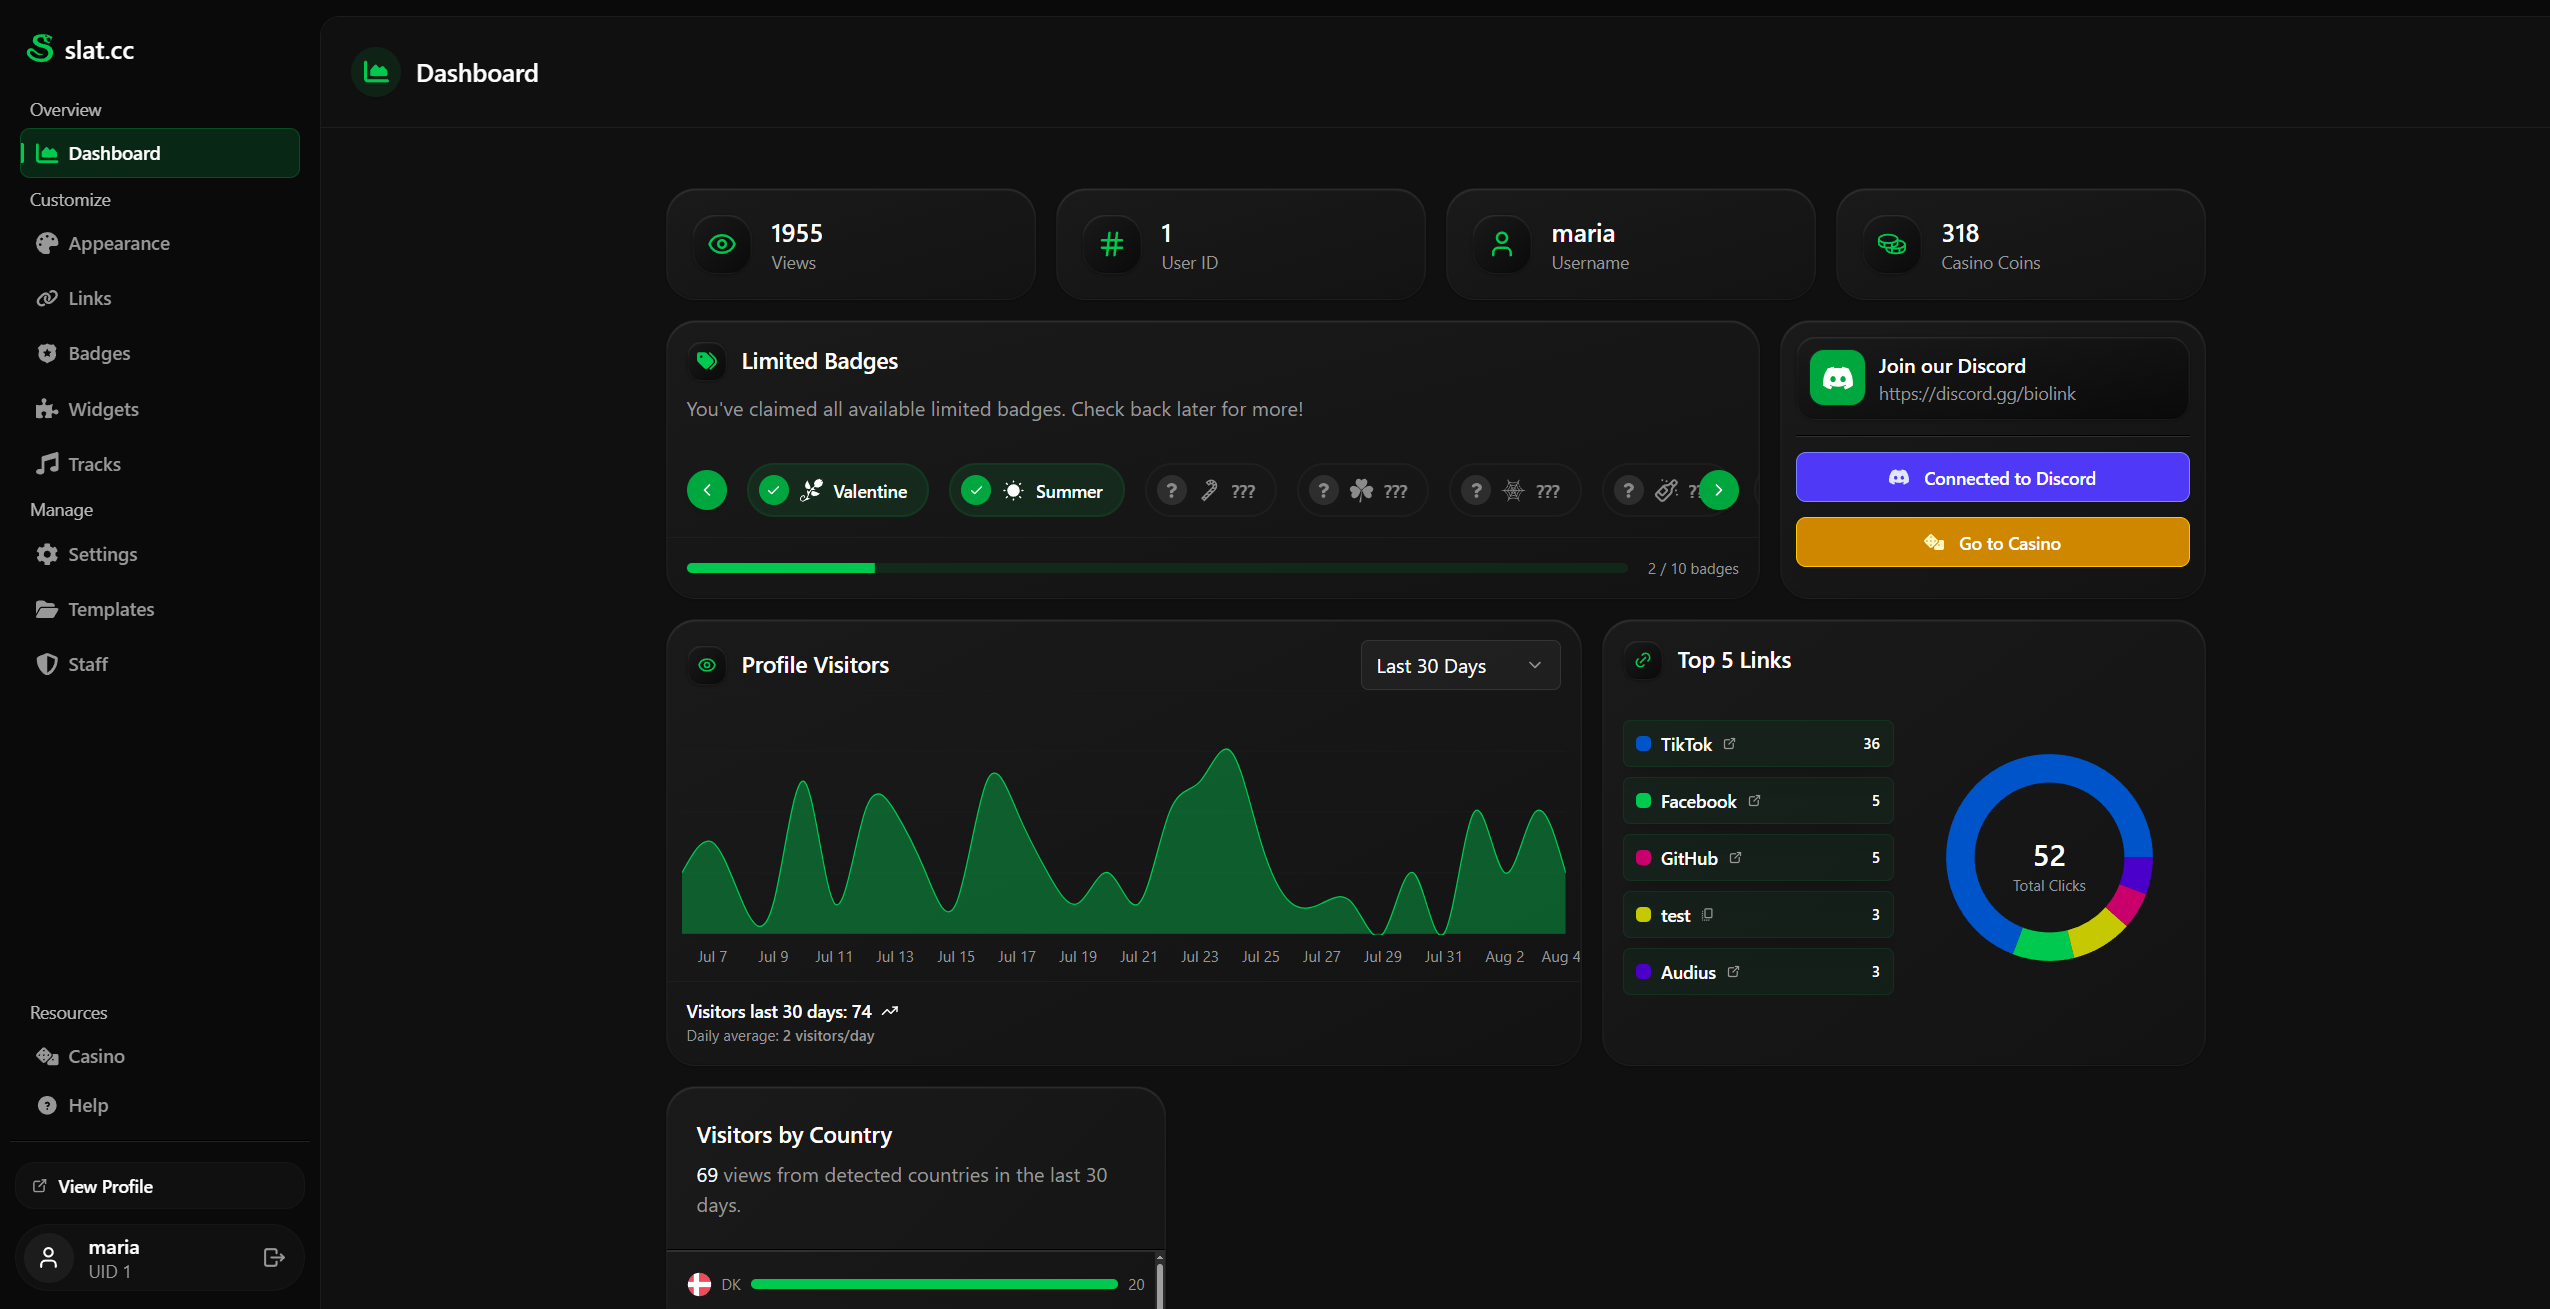 slat.cc
Overview
Dashboard
Customize
Appearance
Links
Badges
Widgets
Tracks
Manage
Settings
Templates
Staff
Resources
Casino
Help
View Profile
maria
UID 1
Dashboard
1955
Views
1
User ID
maria
Username
318
Casino Coins
Limited Badges
You've claimed all available limited badges. Check back later for more!
Valentine
Summer
? ???
? ???
? ???
? ??
2 / 10 badges
Join our Discord
https://discord.gg/biolink
Connected to Discord
Go to Casino
Profile Visitors
Last 30 Days
Jul 7 Jul 9 Jul 11 Jul 13 Jul 15 Jul 17 Jul 19 Jul 21 Jul 23 Jul 25 Jul 27 Jul 29 Jul 31 Aug 2 Aug 4
Visitors last 30 days: 74
Daily average: 2 visitors/day
Top 5 Links
TikTok 36
Facebook 5
GitHub 5
test 3
Audius 3
52
Total Clicks
Visitors by Country
69 views from detected countries in the last 30
days.
DK 20